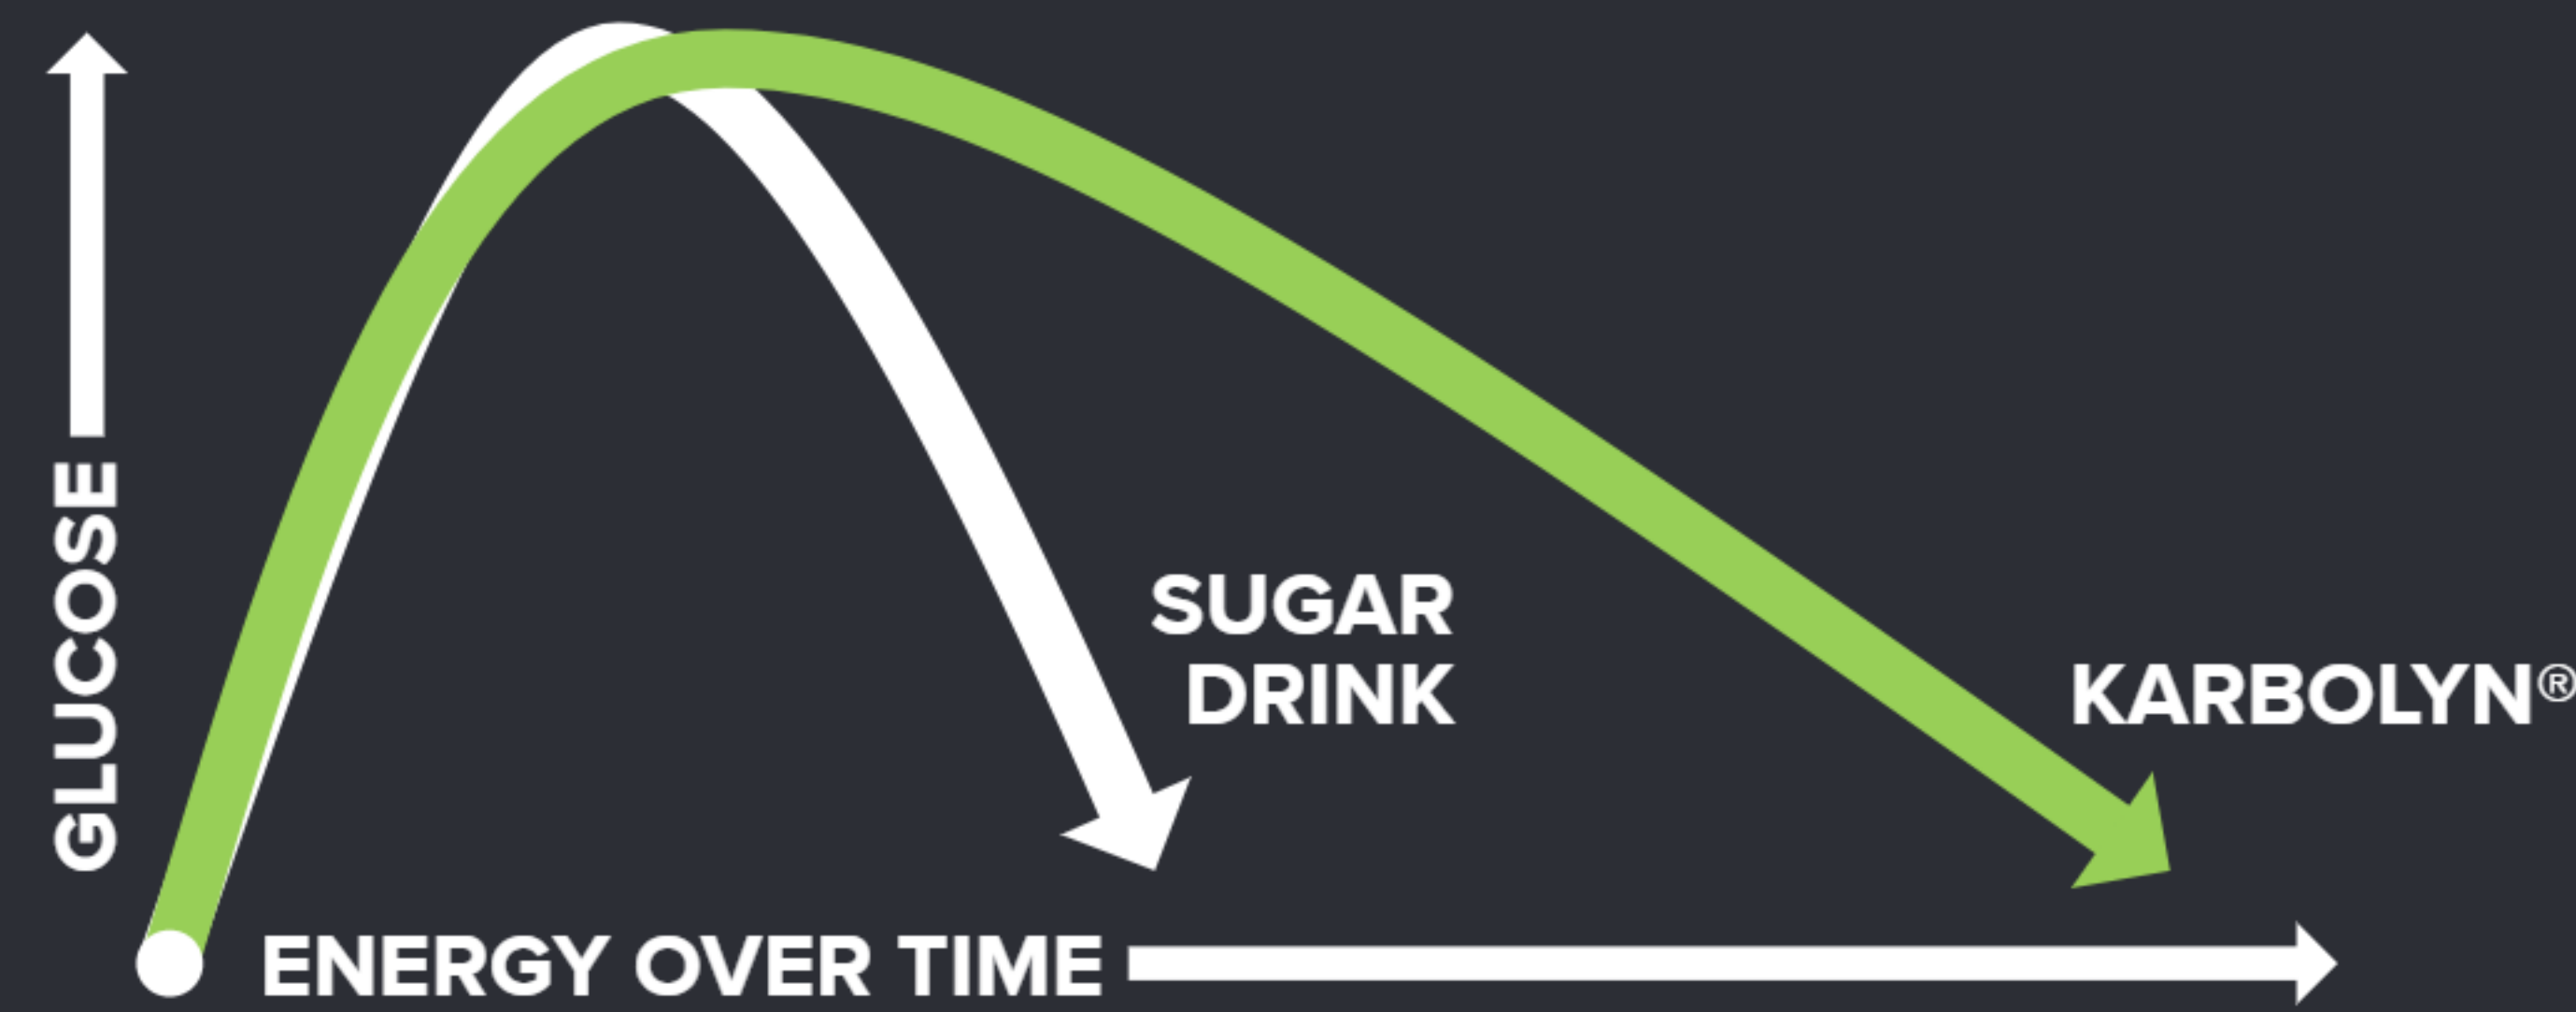 GLUCOSE
SUGAR
DRINK
KARBOLYN®
ENERGY OVER TIME